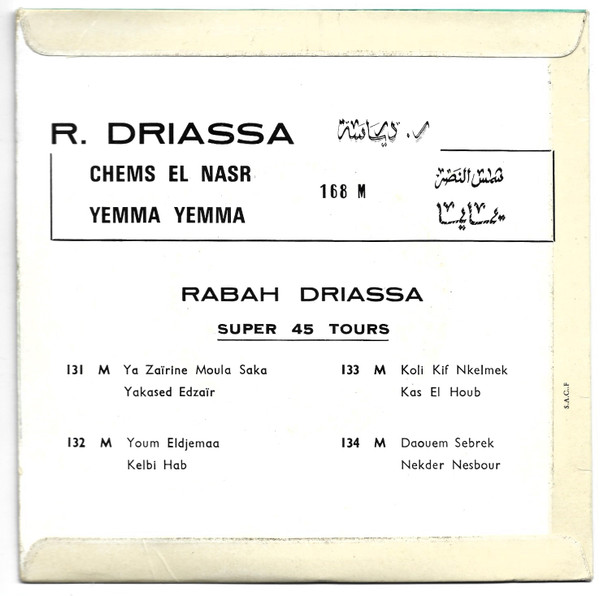 R. DRIASSA ر. درياسة
CHEMS EL NASR
YEMMA YEMMA
168 M
شمس النصر
يمايما
RABAH DRIASSA
SUPER 45 TOURS
131 M Ya Zaïrine Moula Saka
Yakased Edzaïr
132 M Youm Eldjemaa
Kelbi Hab
133 M Koli Kif Nkelmek
Kas El Houb
134 M Daouem Sebrek
Nekder Nesbour
S.A.C.P